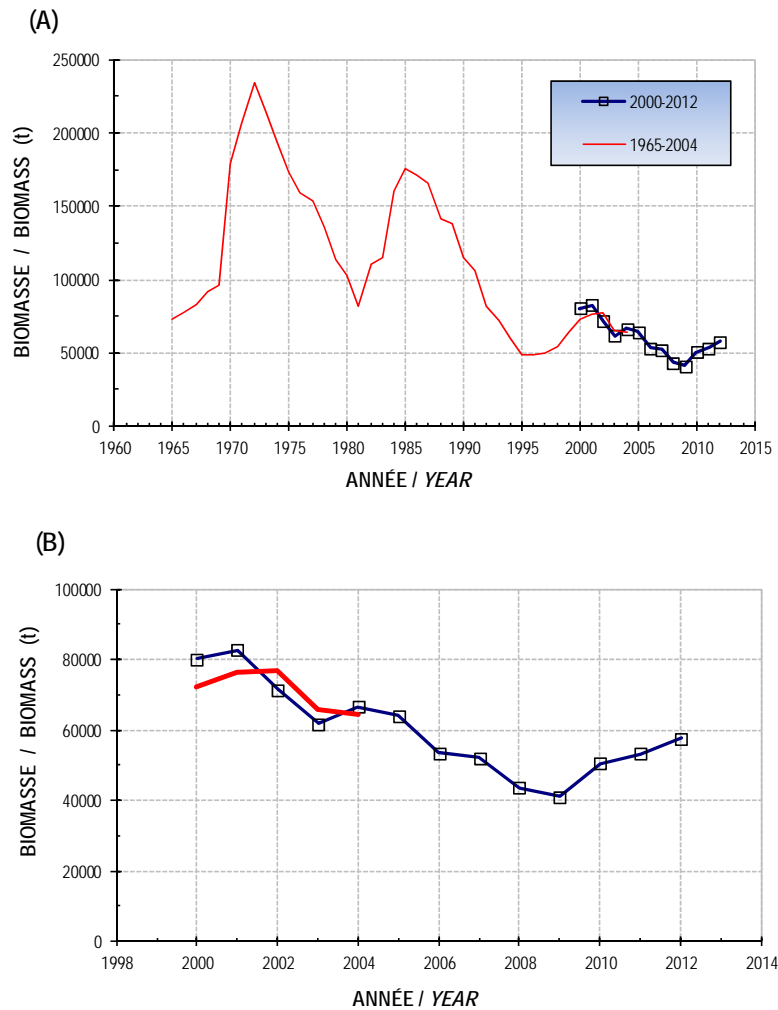 (A)
BIOMASSE / BIOMASS (t)
250000
200000
150000
100000
50000
0
2000-2012
1965-2004
1960 1965 1970 1975 1980 1985 1990 1995 2000 2005 2010 2015
ANNÉE / YEAR
(B)
BIOMASSE / BIOMASS (t)
100000
80000
60000
40000
20000
0
1998 2000 2002 2004 2006 2008 2010 2012 2014
ANNÉE / YEAR